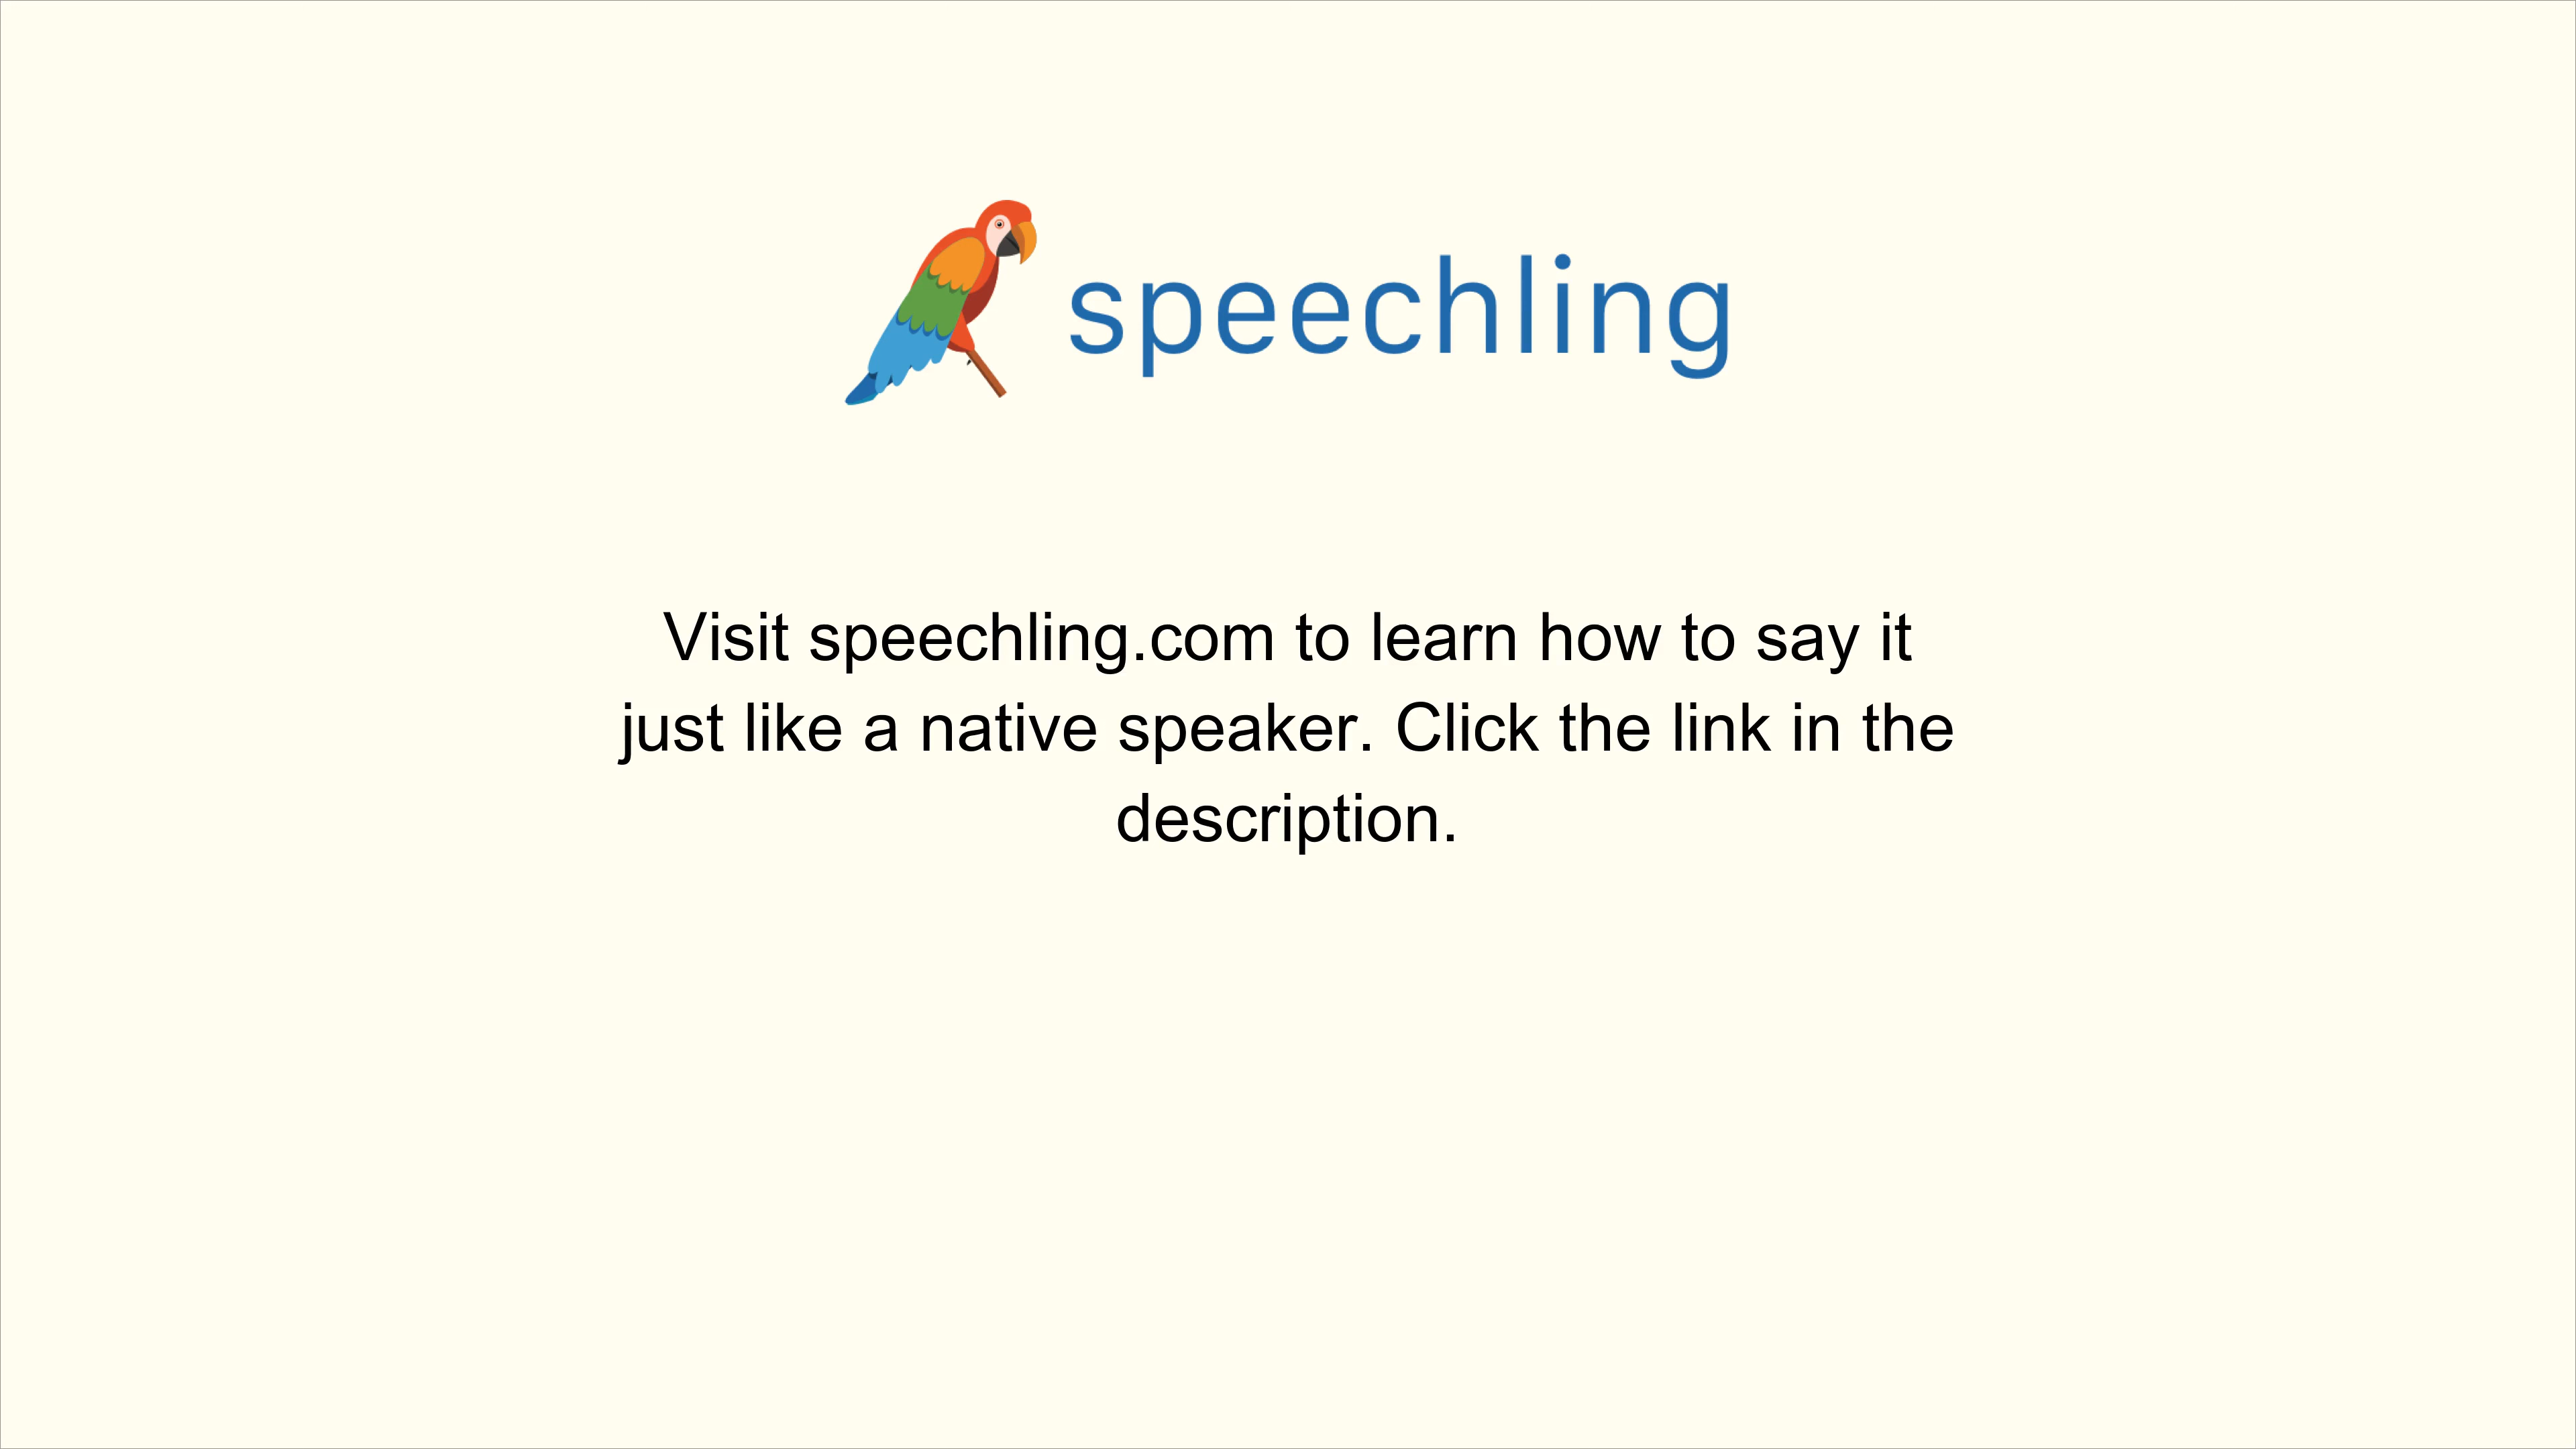 speechling
Visit speechling.com to learn how to say it
just like a native speaker. Click the link in the
description.